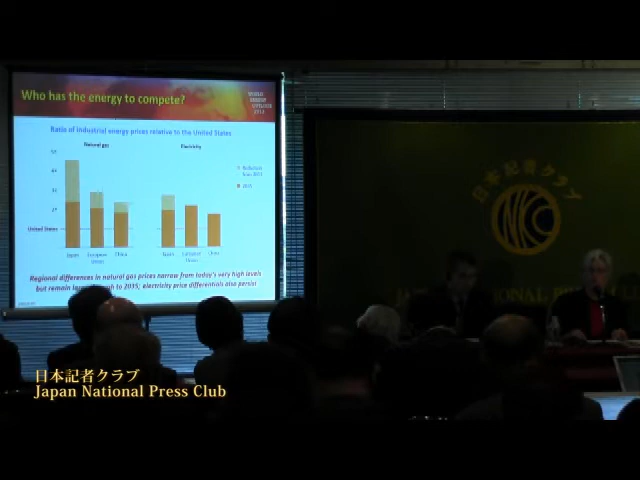 Who has the energy to compete?
WORLD
ENERGY
OUTLOOK
Ratio of industrial energy prices relative to the United States
Natural gas
Electricity
2035
United States
Japan
European
Union
China
Japan
European
Union
China
Regional differences in natural gas prices narrow from today's very high levels
but remain large through to 2035; electricity price differentials also persist
日本記者クラブ
日本記者クラブ
Japan National Press Club